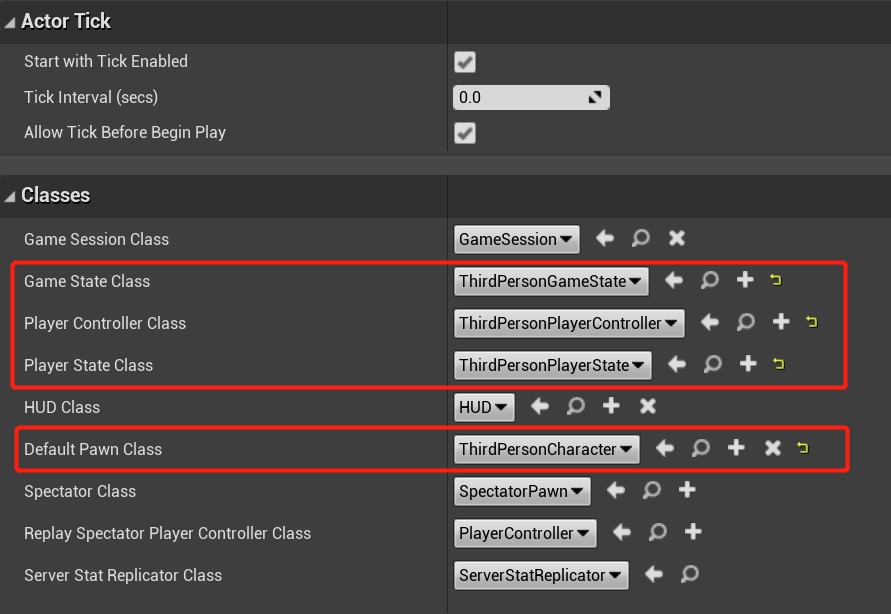 Actor Tick
Start with Tick Enabled
Tick Interval (secs) 0.0
Allow Tick Before Begin Play
Classes
Game Session Class GameSession
Game State Class ThirdPersonGameState
Player Controller Class ThirdPersonPlayerController
Player State Class ThirdPersonPlayerState
HUD Class HUD
Default Pawn Class ThirdPersonCharacter
Spectator Class SpectatorPawn
Replay Spectator Player Controller Class PlayerController
Server Stat Replicator Class ServerStatReplicator